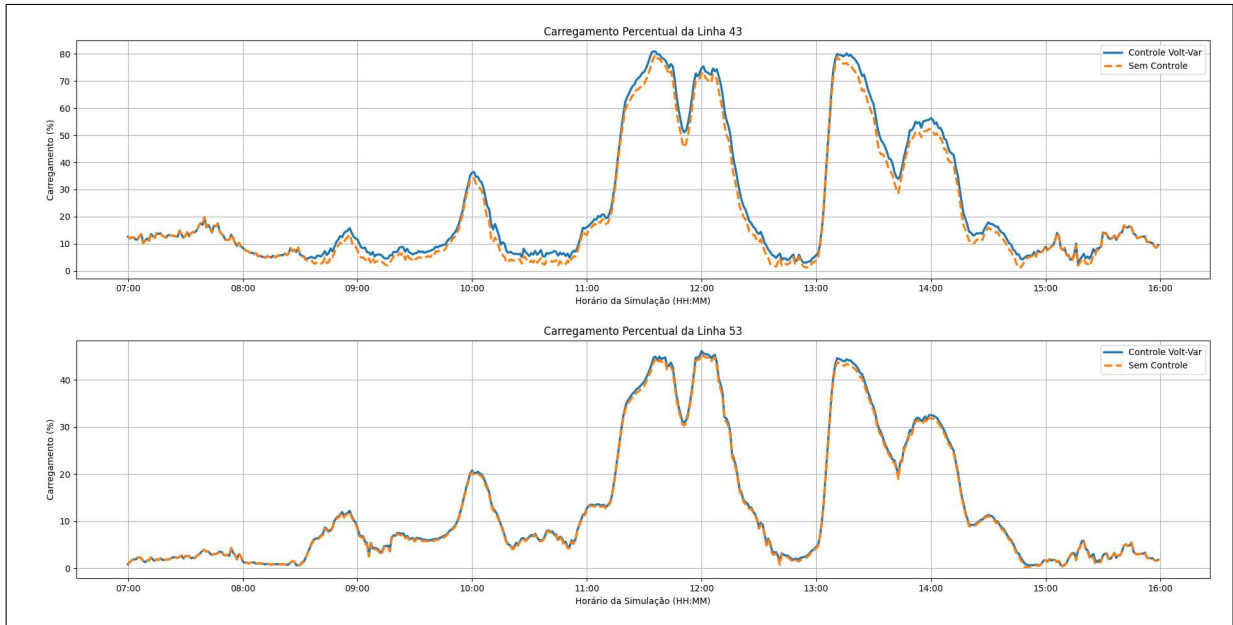 Carregamento Percentual da Linha 43
Carregamento (%)
80
70
60
50
40
30
20
10
0
Controle Volt-Var
Sem Controle
07:00 08:00 09:00 10:00 11:00 12:00 13:00 14:00 15:00 16:00
Horário da Simulação (HH:MM)
Carregamento Percentual da Linha 53
Carregamento (%)
40
30
20
10
0
Controle Volt-Var
Sem Controle
07:00 08:00 09:00 10:00 11:00 12:00 13:00 14:00 15:00 16:00
Horário da Simulação (HH:MM)